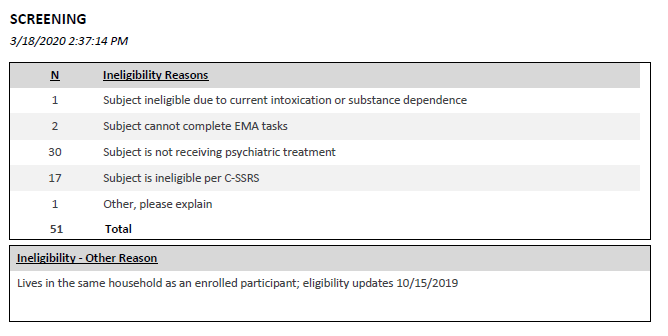 SCREENING
3/18/2020 2:37:14 PM
N Ineligibility Reasons
1 Subject ineligible due to current intoxication or substance dependence
2 Subject cannot complete EMA tasks
30 Subject is not receiving psychiatric treatment
17 Subject is ineligible per C-SSRS
1 Other, please explain
51 Total
Ineligibility - Other Reason
Lives in the same household as an enrolled participant; eligibility updates 10/15/2019